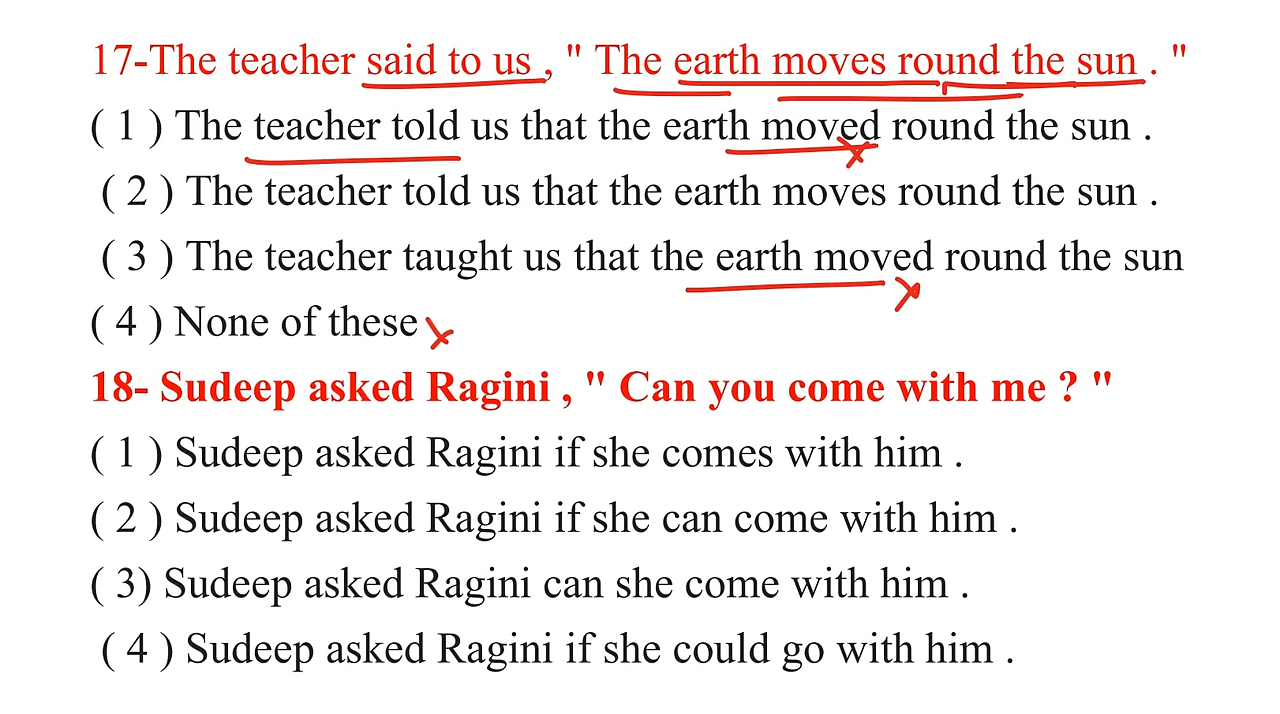 17-The teacher said to us , " The earth moves round the sun . "
( 1 ) The teacher told us that the earth moved round the sun .
( 2 ) The teacher told us that the earth moves round the sun .
( 3 ) The teacher taught us that the earth moved round the sun
( 4 ) None of these
18- Sudeep asked Ragini , " Can you come with me ? "
( 1 ) Sudeep asked Ragini if she comes with him .
( 2 ) Sudeep asked Ragini if she can come with him .
( 3) Sudeep asked Ragini can she come with him .
( 4 ) Sudeep asked Ragini if she could go with him .